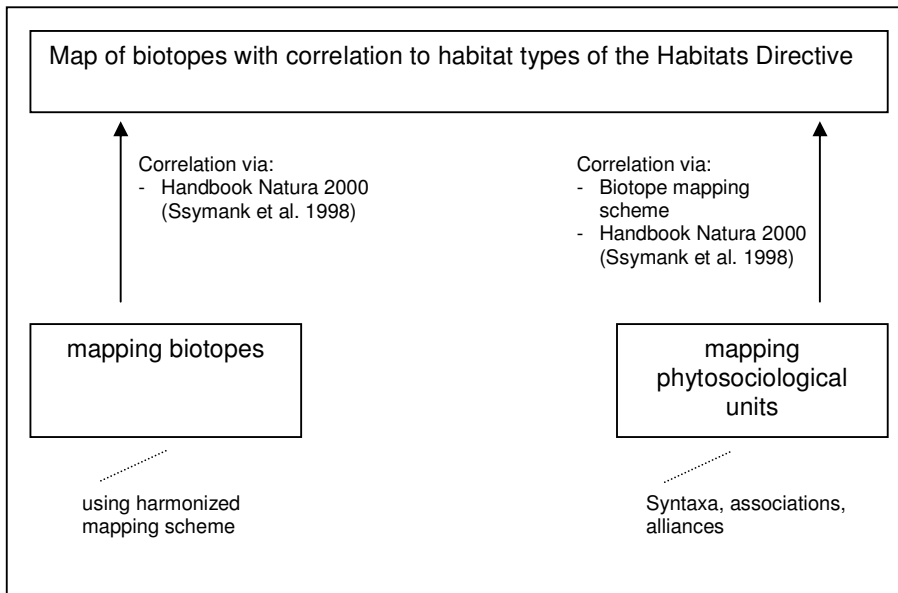 Map of biotopes with correlation to habitat types of the Habitats Directive
Correlation via:
- Handbook Natura 2000
(Ssymank et al. 1998)
Correlation via:
- Biotope mapping
scheme
- Handbook Natura 2000
(Ssymank et al. 1998)
mapping biotopes
mapping
phytosociological
units
using harmonized
mapping scheme
Syntaxa, associations,
alliances